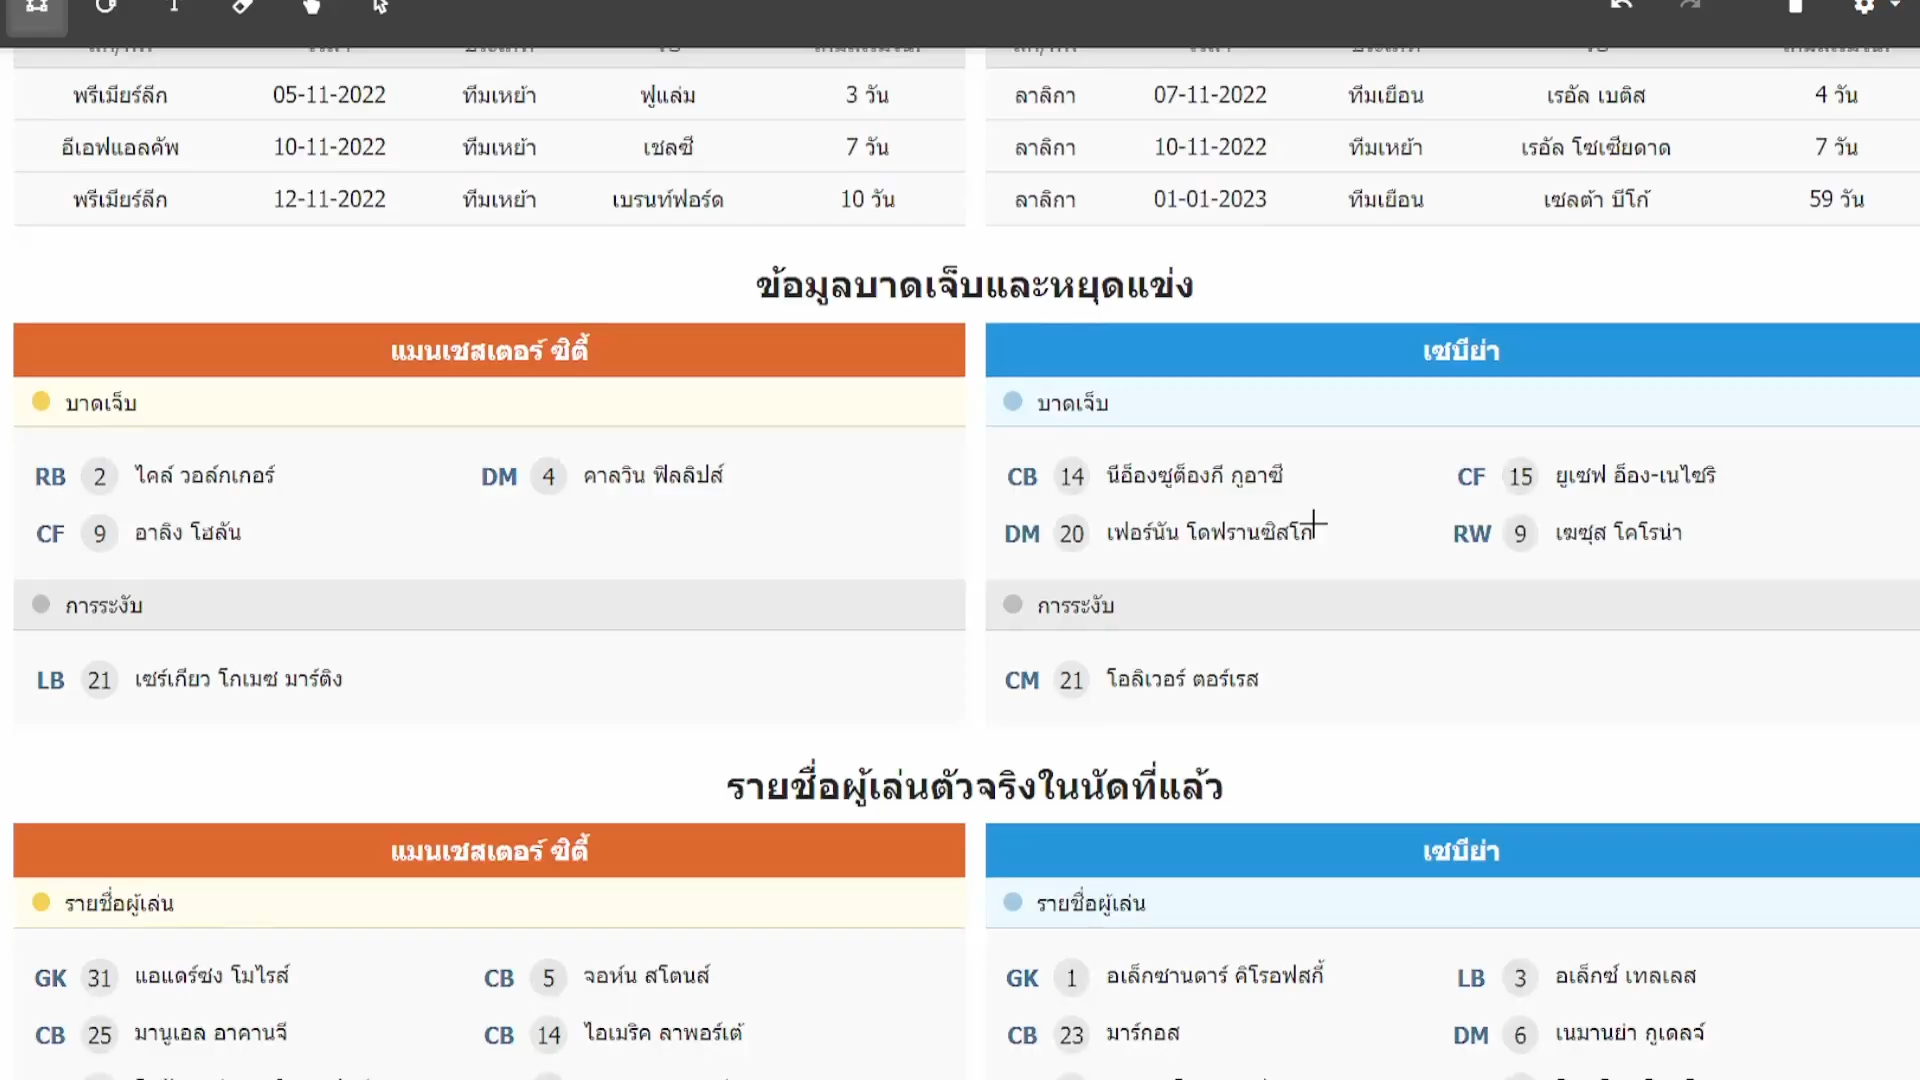 พรีเมียร์ลีก 05-11-2022 ทีมเหย้า ฟูแล่ม 3 วัน
ลาลิกา 07-11-2022 ทีมเยือน เรอัล เบติส 4 วัน
อีเอฟแอลคัพ 10-11-2022 ทีมเหย้า เชลซี 7 วัน
ลาลิกา 10-11-2022 ทีมเหย้า เรอัล โซเซียดาด 7 วัน
พรีเมียร์ลีก 12-11-2022 ทีมเหย้า เบรนท์ฟอร์ด 10 วัน
ลาลิกา 01-01-2023 ทีมเยือน เซลต้า บีโก้ 59 วัน
ข้อมูลบาดเจ็บและหยุดแข่ง
แมนเชสเตอร์ ซิตี้
เซบีย่า
บาดเจ็บ
บาดเจ็บ
RB 2 ไคล์ วอล์กเกอร์ DM 4 คาลวิน ฟิลลิปส์
CB 14 นีอ็องซูต็องกี กูอาซี CF 15 ยูเซฟ อ็อง-เนไซริ
CF 9 อาลิง โฮลัน
DM 20 เฟอร์นัน โดฟรานซิสโก RW 9 เฆซุส โคโรน่า
การระงับ
การระงับ
LB 21 เซร์เกียว โกเมซ มาร์ติง
CM 21 โอลิเวอร์ ตอร์เรส
รายชื่อผู้เล่นตัวจริงในนัดที่แล้ว
แมนเชสเตอร์ ซิตี้
เซบีย่า
รายชื่อผู้เล่น
รายชื่อผู้เล่น
GK 31 แอแดร์ซง โมไรส์ CB 5 จอห์น สโตนส์
GK 1 อเล็กซานดาร์ คิโรอฟสกี้ LB 3 อเล็กซ์ เทลเลส
CB 25 มานูเอล อาคานจี CB 14 ไอเมริค ลาพอร์เต้
CB 23 มาร์กอส DM 6 เนมานย่า กูเดลจ์